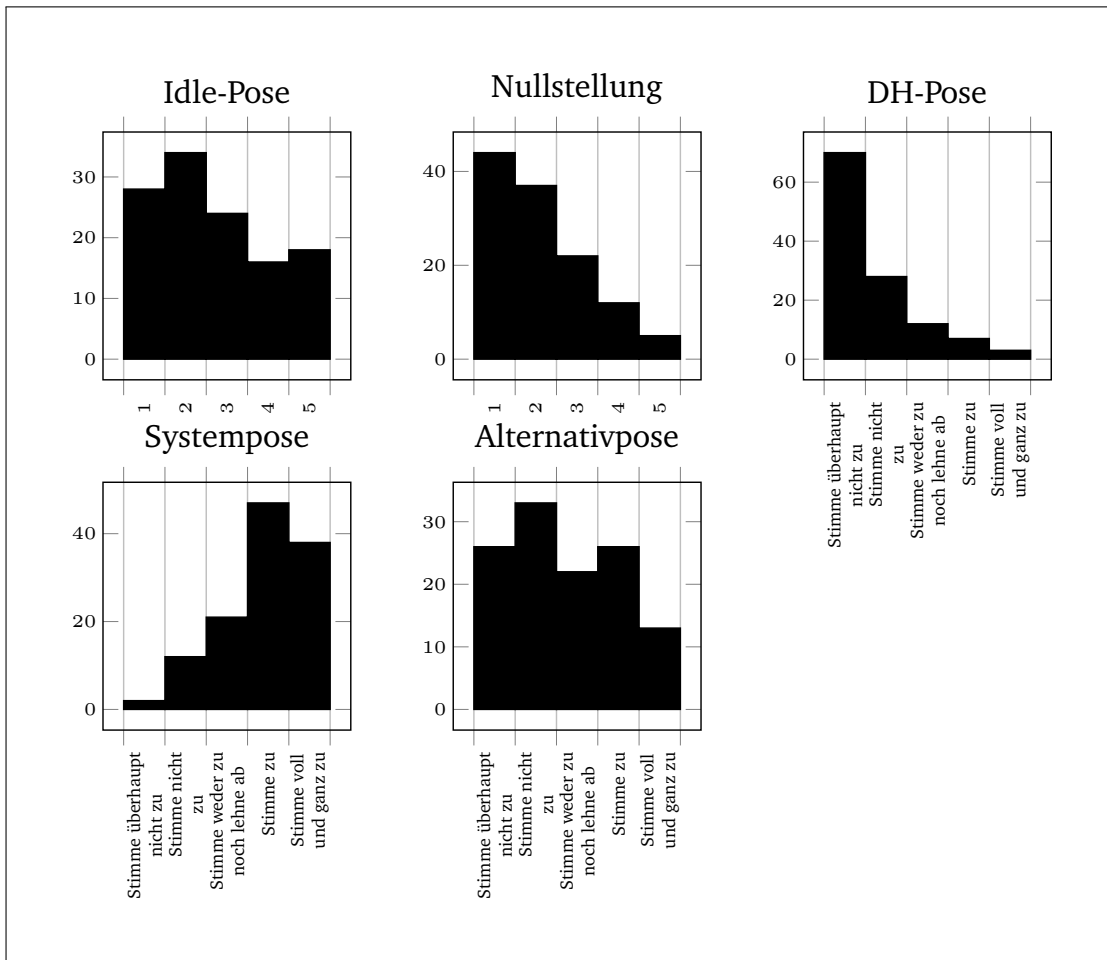 Idle-Pose
30
20
10
0
1
2
3
4
5
Nullstellung
40
20
0
1
2
3
4
5
DH-Pose
60
40
20
0
Stimme überhaupt
nicht zu
Stimme nicht
zu
Stimme weder zu
noch lehne ab
Stimme zu
Stimme voll
und ganz zu
Systempose
40
20
0
Stimme überhaupt
nicht zu
Stimme nicht
zu
Stimme weder zu
noch lehne ab
Stimme zu
Stimme voll
und ganz zu
Alternativpose
30
20
10
0
Stimme überhaupt
nicht zu
Stimme nicht
zu
Stimme weder zu
noch lehne ab
Stimme zu
Stimme voll
und ganz zu